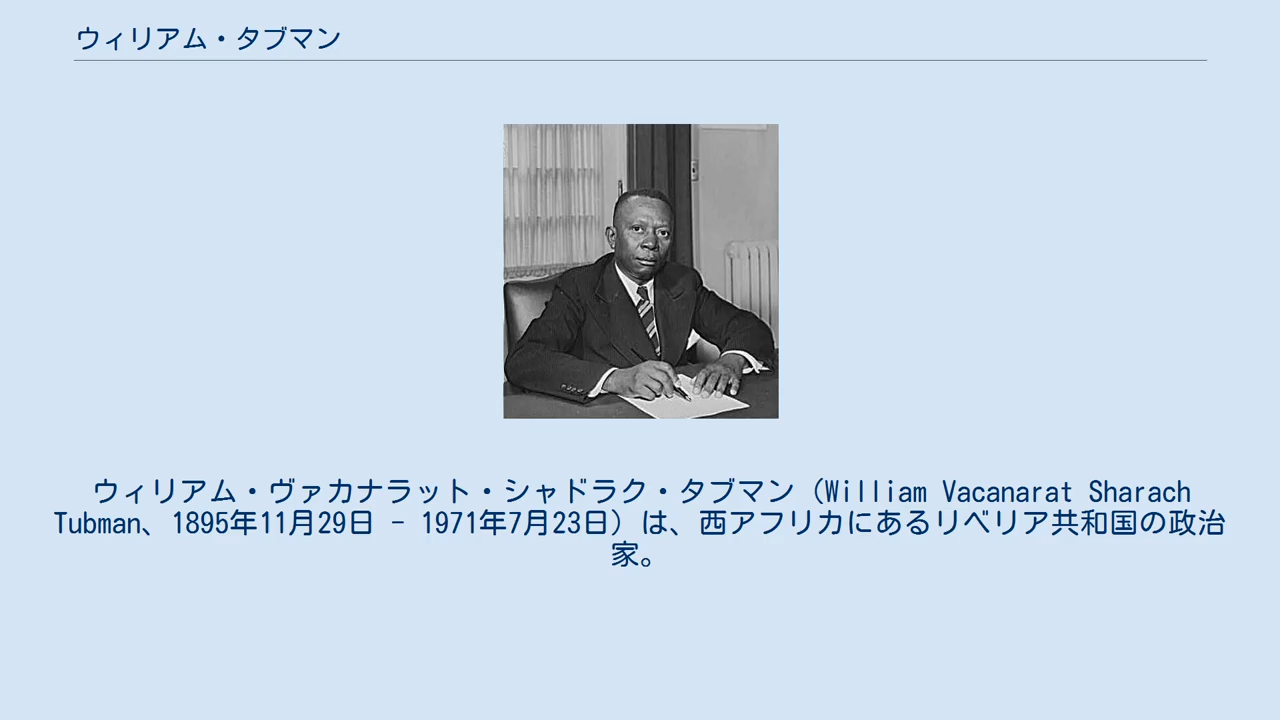 ウィリアム・タブマン
ウィリアム・ヴァカナラット・シャドラク・タブマン（William Vacanarat Sharach
Tubman、1895年11月29日 - 1971年7月23日）は、西アフリカにあるリベリア共和国の政治
家。